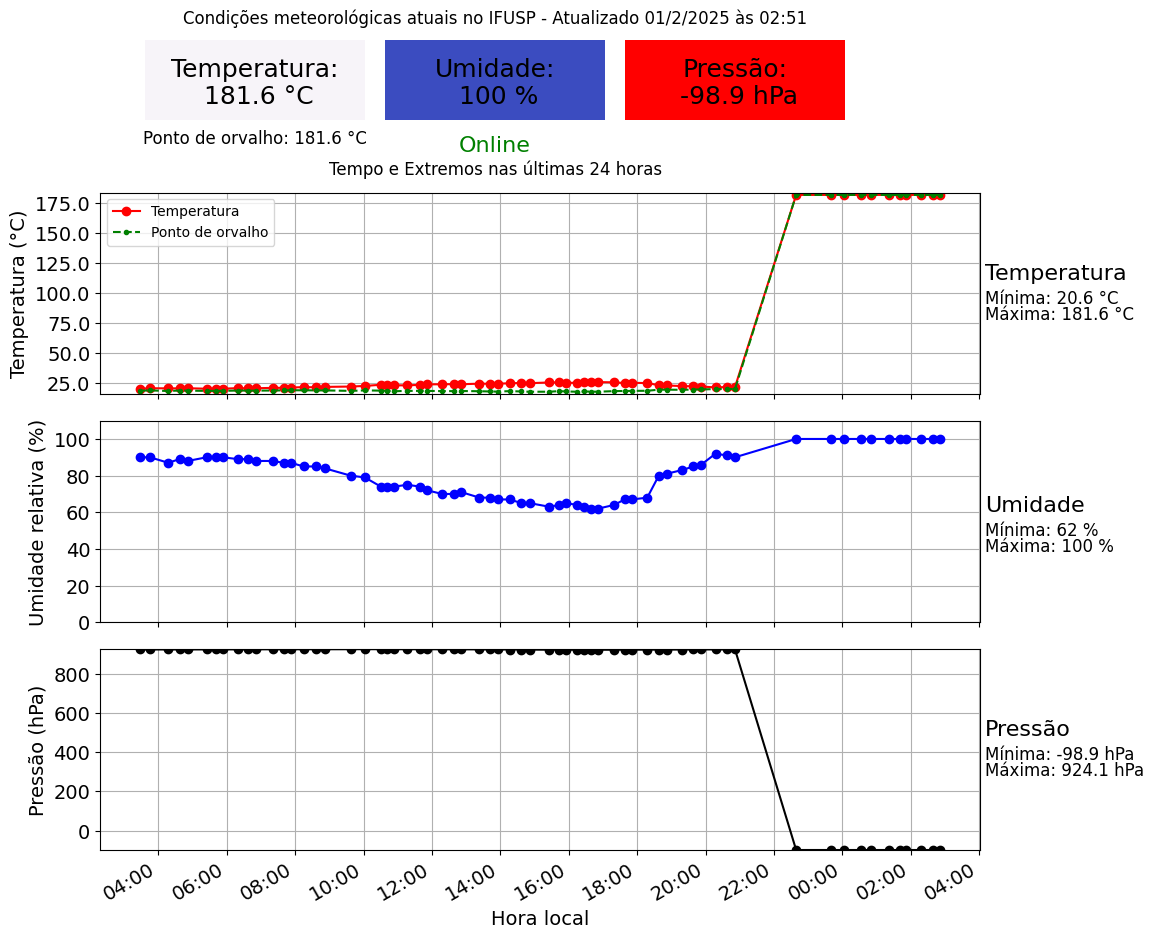 Condições meteorológicas atuais no IFUSP - Atualizado 01/2/2025 às 02:51
Temperatura:
181.6 °C
Umidade:
100 %
Pressão:
-98.9 hPa
Ponto de orvalho: 181.6 °C
Online
Tempo e Extremos nas últimas 24 horas
Temperatura (°C)
175.0
150.0
125.0
100.0
75.0
50.0
25.0
Temperatura
Ponto de orvalho
Temperatura
Mínima: 20.6 °C
Máxima: 181.6 °C
Umidade relativa (%)
100
80
60
40
20
0
Umidade
Mínima: 62 %
Máxima: 100 %
Pressão (hPa)
800
600
400
200
0
Pressão
Mínima: -98.9 hPa
Máxima: 924.1 hPa
04:00 06:00 08:00 10:00 12:00 14:00 16:00 18:00 20:00 22:00 00:00 02:00 04:00
Hora local